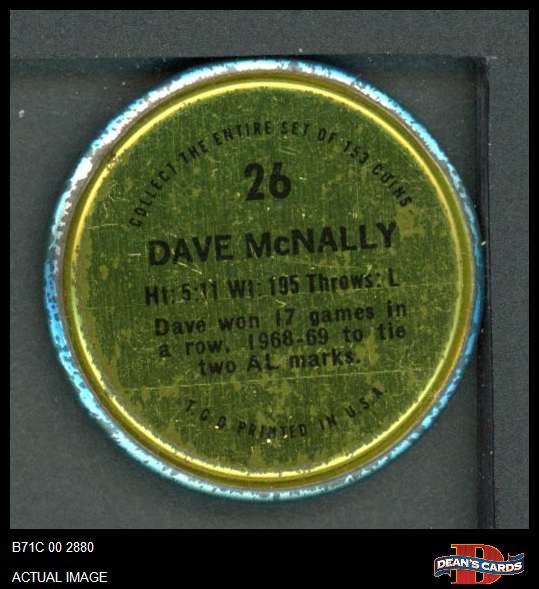 COLLECT THE ENTIRE SET OF 153 COINS
26
DAVE McNALLY
Ht: 5-11 Wt: 195 Throws: L
Dave won 17 games in
a row, 1968-69 to tie
two AL marks.
T.C.G. PRINTED IN U.S.A.
B71C 00 2880
ACTUAL IMAGE
D
DEAN'S CARDS